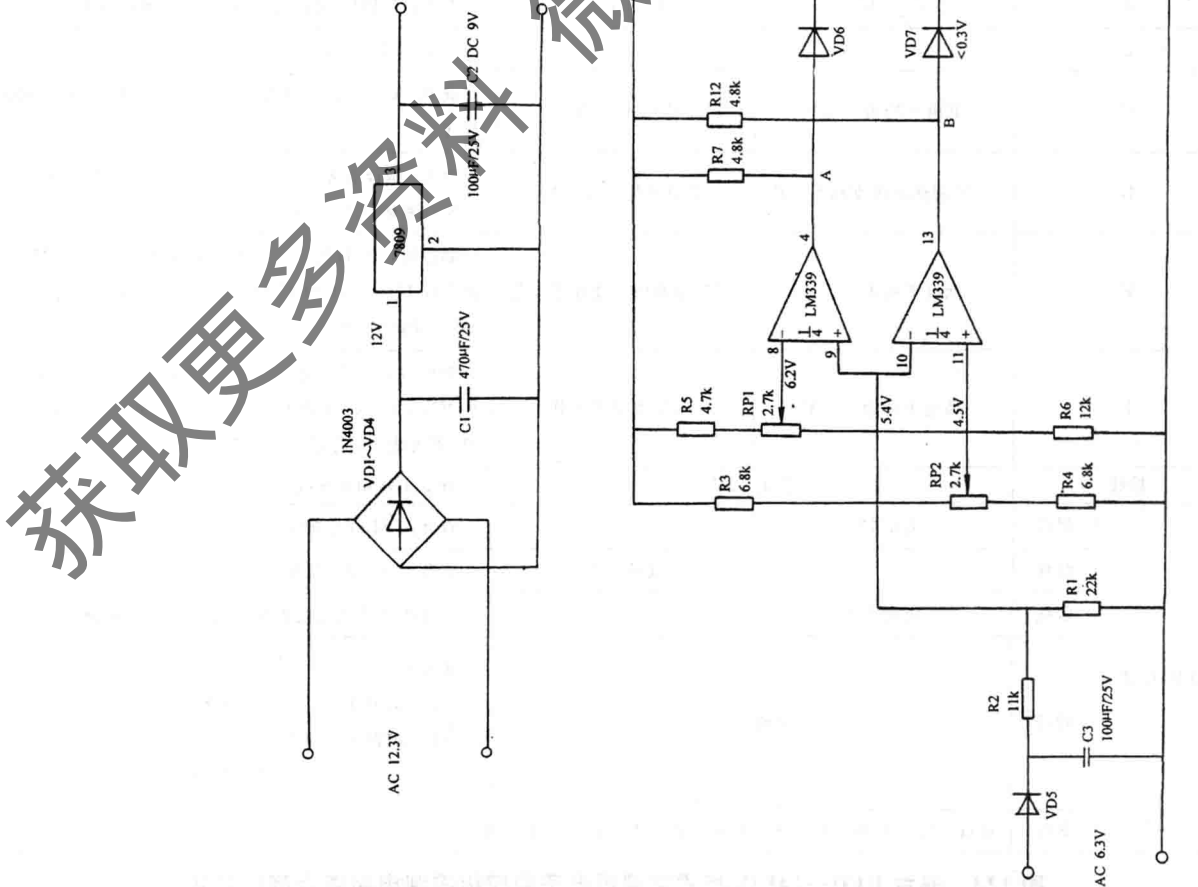 获取更多资料 微
AC 12.3V
1N4003
VD1~VD4
C1 470μF/25V
12V
1
7809
2
3
100μF/25V
C2 DC 9V
AC 6.3V
VD5
C3
100μF/25V
R2
11k
R1
22k
R3
6.8k
RP2
2.7k
R4
6.8k
R5
4.7k
RP1
2.7k
R6
12k
6.2V
5.4V
4.5V
8
9
10
11
-
+
1/4
LM339
4
-
+
1/4
LM339
13
R7
4.8k
R12
4.8k
A
B
VD6
VD7
<0.3V